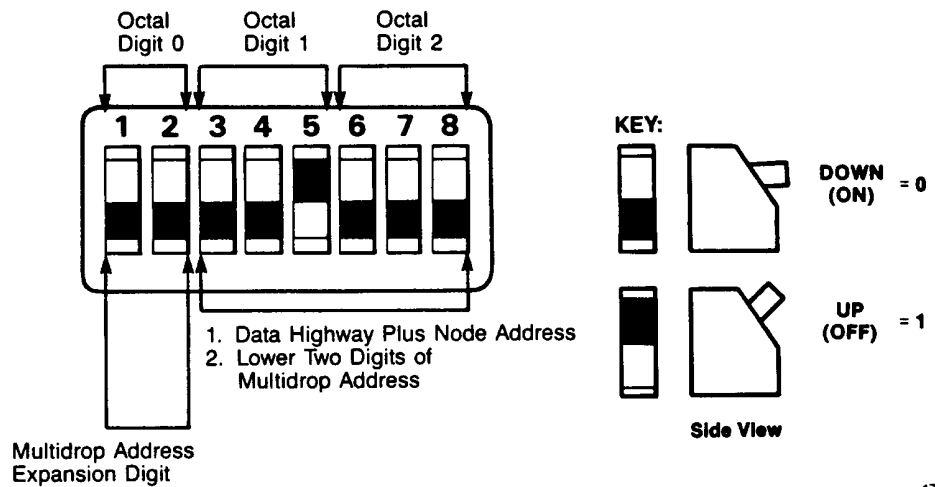 Octal
Digit 0
Octal
Digit 1
Octal
Digit 2
1 2 3 4 5 6 7 8
1. Data Highway Plus Node Address
2. Lower Two Digits of
Multidrop Address
Multidrop Address
Expansion Digit
KEY:
DOWN
(ON) = 0
UP
(OFF) = 1
Side View